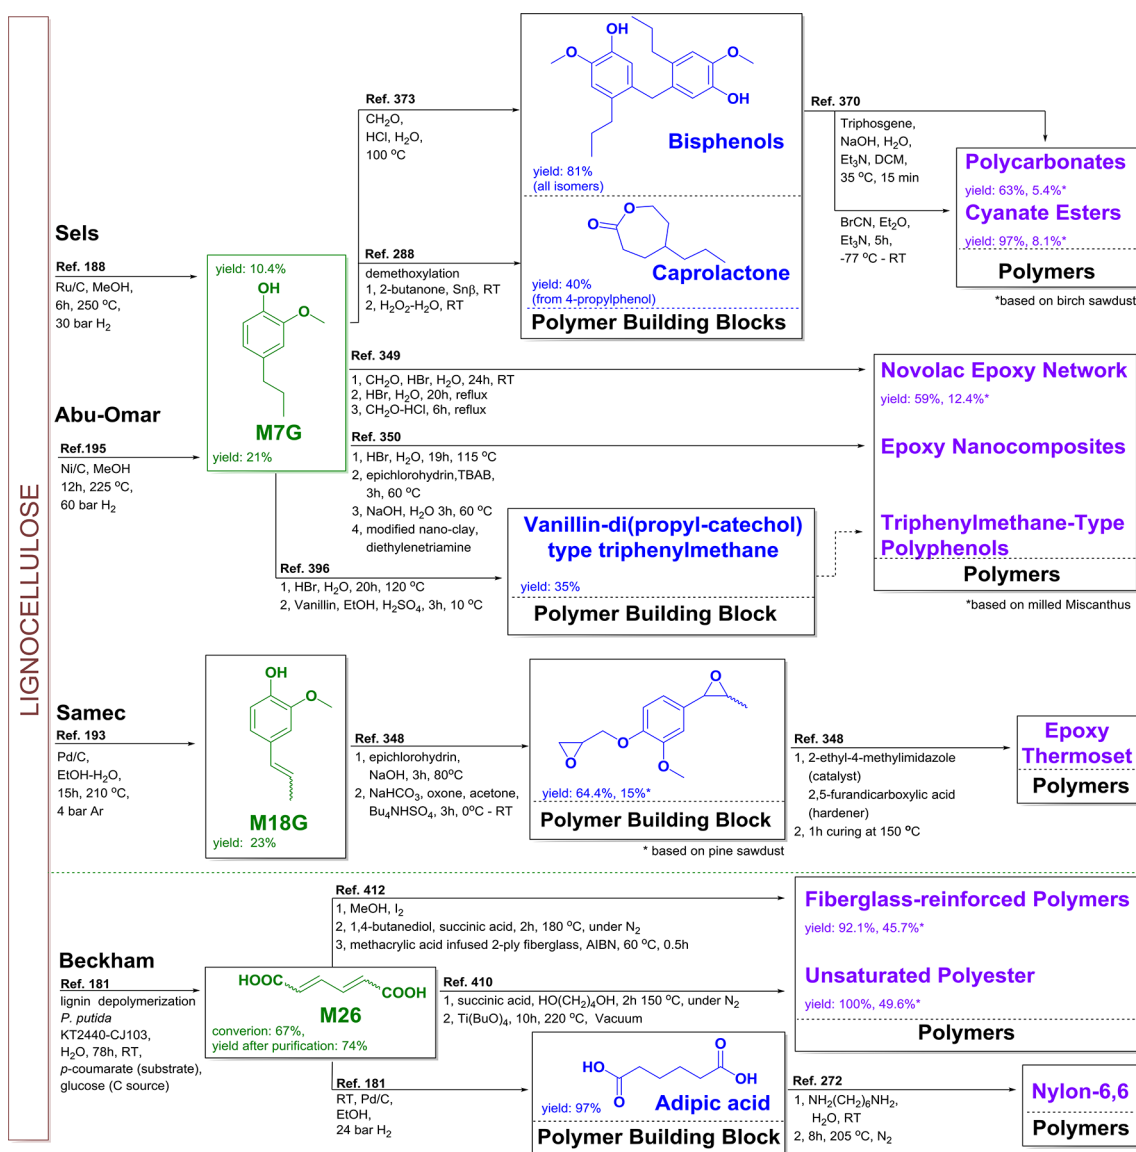 LIGNOCELLULOSE
Sels
Ref. 188
Ru/C, MeOH,
6h, 250 °C,
30 bar H2
Abu-Omar
Ref.195
Ni/C, MeOH
12h, 225 °C,
60 bar H2
yield: 10.4%
OH
O
M7G
yield: 21%
Ref. 373
CH2O,
HCl, H2O,
100 °C
Ref. 288
demethoxylation
1, 2-butanone, Snβ, RT
2, H2O2-H2O, RT
OH
O
O
OH
Bisphenols
yield: 81%
(all isomers)
O
O
Caprolactone
yield: 40%
(from 4-propylphenol)
Polymer Building Blocks
Ref. 370
Triphosgene,
NaOH, H2O,
Et3N, DCM,
35 °C, 15 min
BrCN, Et2O,
Et3N, 5h,
-77 °C - RT
Polycarbonates
yield: 63%, 5.4%*
Cyanate Esters
yield: 97%, 8.1%*
Polymers
*based on birch sawdust
Ref. 349
1, CH2O, HBr, H2O, 24h, RT
2, HBr, H2O, 20h, reflux
3, CH2O-HCl, 6h, reflux
Ref. 350
1, HBr, H2O, 19h, 115 °C
2, epichlorohydrin,TBAB,
3h, 60 °C
3, NaOH, H2O 3h, 60 °C
4, modified nano-clay,
diethylenetriamine
Ref. 396
1, HBr, H2O, 20h, 120 °C
2, Vanillin, EtOH, H2SO4, 3h, 10 °C
Vanillin-di(propyl-catechol)
type triphenylmethane
yield: 35%
Polymer Building Block
Novolac Epoxy Network
yield: 59%, 12.4%*
Epoxy Nanocomposites
Triphenylmethane-Type
Polyphenols
Polymers
*based on milled Miscanthus
Samec
Ref. 193
Pd/C,
EtOH-H2O,
15h, 210 °C,
4 bar Ar
OH
O
M18G
yield: 23%
Ref. 348
1, epichlorohydrin,
NaOH, 3h, 80°C
2, NaHCO3, oxone, acetone,
Bu4NHSO4, 3h, 0°C - RT
O
O
O
O
yield: 64.4%, 15%*
Polymer Building Block
* based on pine sawdust
Ref. 348
1, 2-ethyl-4-methylimidazole
(catalyst)
2,5-furandicarboxylic acid
(hardener)
2, 1h curing at 150 °C
Epoxy
Thermoset
Polymers
Beckham
Ref. 181
lignin depolymerization
P. putida
KT2440-CJ103,
H2O, 78h, RT,
p-coumarate (substrate),
glucose (C source)
HOOC
COOH
M26
converion: 67%,
yield after purification: 74%
Ref. 412
1, MeOH, I2
2, 1,4-butanediol, succinic acid, 2h, 180 °C, under N2
3, methacrylic acid infused 2-ply fiberglass, AIBN, 60 °C, 0.5h
Ref. 410
1, succinic acid, HO(CH2)4OH, 2h 150 °C, under N2
2, Ti(BuO)4, 10h, 220 °C, Vacuum
Fiberglass-reinforced Polymers
yield: 92.1%, 45.7%*
Unsaturated Polyester
yield: 100%, 49.6%*
Polymers
Ref. 181
RT, Pd/C,
EtOH,
24 bar H2
O
HO
OH
O
yield: 97%
Adipic acid
Polymer Building Block
Ref. 272
1, NH2(CH2)6NH2,
H2O, RT
2, 8h, 205 °C, N2
Nylon-6,6
Polymers